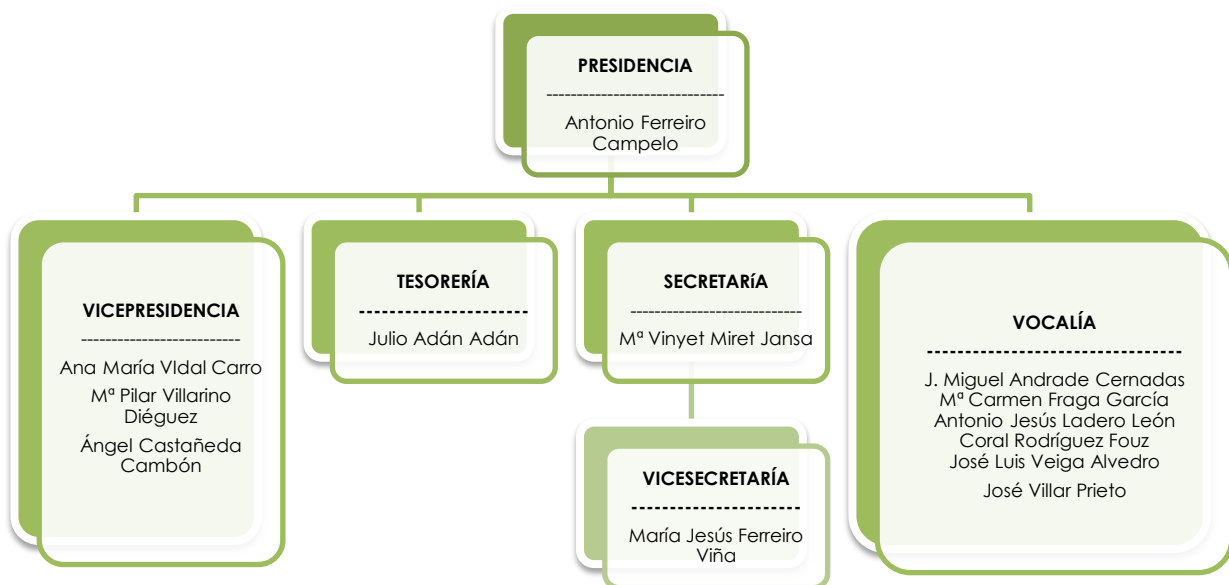 PRESIDENCIA
-----------------------------
Antonio Ferreiro
Campelo
VICEPRESIDENCIA
--------------------------
Ana María VIdal Carro
Mª Pilar Villarino
Diéguez
Ángel Castañeda
Cambón
TESORERÍA
-----------------------
Julio Adán Adán
SECRETARíA
----------------------------
Mª Vinyet Miret Jansa
VICESECRETARÍA
-----------------------
María Jesús Ferreiro
Viña
VOCALÍA
-----------------------------------
J. Miguel Andrade Cernadas
Mª Carmen Fraga García
Antonio Jesús Ladero León
Coral Rodríguez Fouz
José Luis Veiga Alvedro
José Villar Prieto